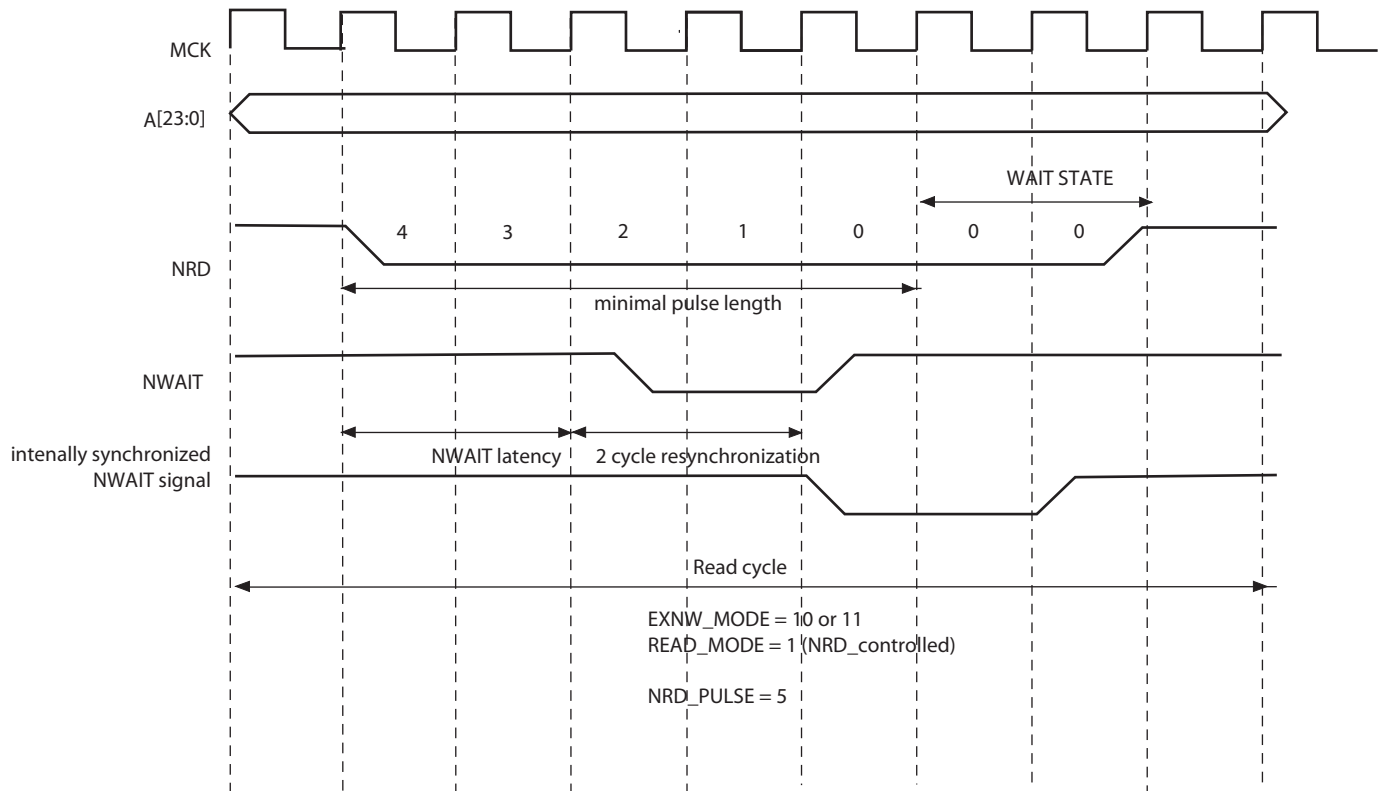 MCK
A[23:0]
WAIT STATE
4 3 2 1 0 0 0
NRD
minimal pulse length
NWAIT
NWAIT latency 2 cycle resynchronization
intenally synchronized
NWAIT signal
Read cycle
EXNW_MODE = 10 or 11
READ_MODE = 1 (NRD_controlled)
NRD_PULSE = 5